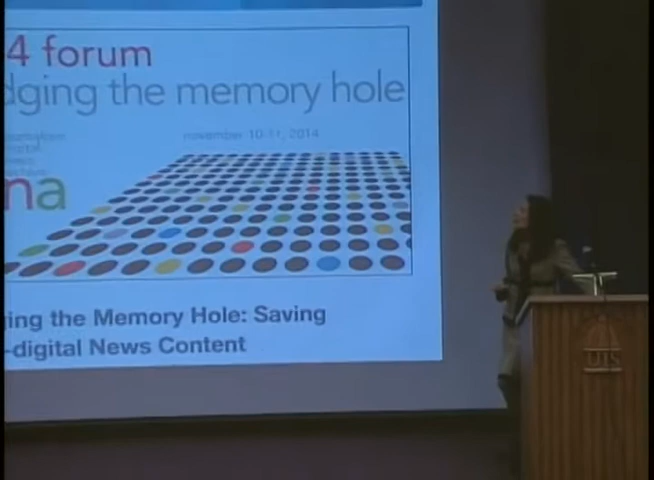 4 forum
dging the memory hole
november 10-11, 2014
na
ging the Memory Hole: Saving
-digital News Content
UIS